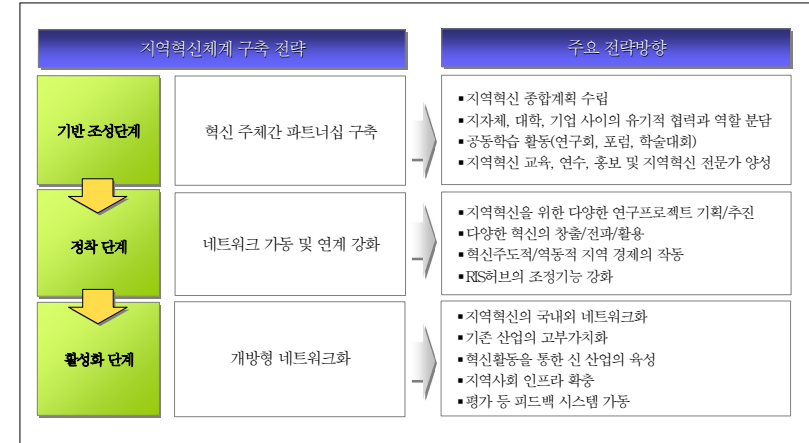 지역혁신체계 구축 전략
주요 전략방향
기반 조성단계
혁신 주체간 파트너십 구축
▪지역혁신 종합계획 수립
▪지자체, 대학, 기업 사이의 유기적 협력과 역할 분담
▪공동학습 활동(연구회, 포럼, 학술대회)
▪지역혁신 교육, 연수, 홍보 및 지역혁신 전문가 양성
정착 단계
네트워크 가동 및 연계 강화
▪지역혁신을 위한 다양한 연구프로젝트 기획/추진
▪다양한 혁신의 창출/전파/활용
▪혁신주도적/역동적 지역 경제의 작동
▪RIS허브의 조정기능 강화
활성화 단계
개방형 네트워크화
▪지역혁신의 국내외 네트워크화
▪기존 산업의 고부가치화
▪혁신활동을 통한 신 산업의 육성
▪지역사회 인프라 확충
▪평가 등 피드백 시스템 가동